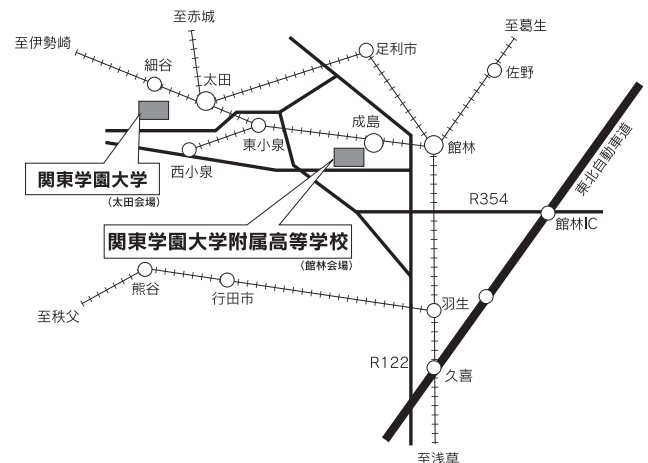 至赤城
至葛生
至伊勢崎
足利市
細谷
太田
佐野
成島
東小泉
館林
西小泉
東北自動車道
関東学園大学
(太田会場)
R354
館林IC
関東学園大学附属高等学校
(館林会場)
熊谷
行田市
羽生
至秩父
R122
久喜
至浅草